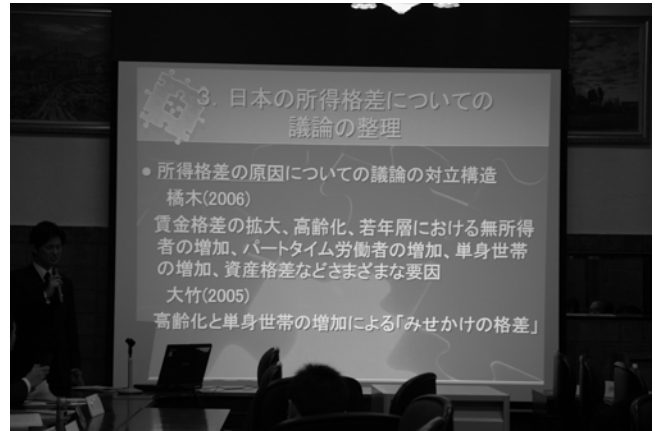 3. 日本の所得格差についての
議論の整理
• 所得格差の原因についての議論の対立構造
橘木(2006)
賃金格差の拡大、高齢化、若年層における無所得
者の増加、パートタイム労働者の増加、単身世帯
の増加、資産格差などさまざまな要因
大竹(2005)
高齢化と単身世帯の増加による「みせかけの格差」